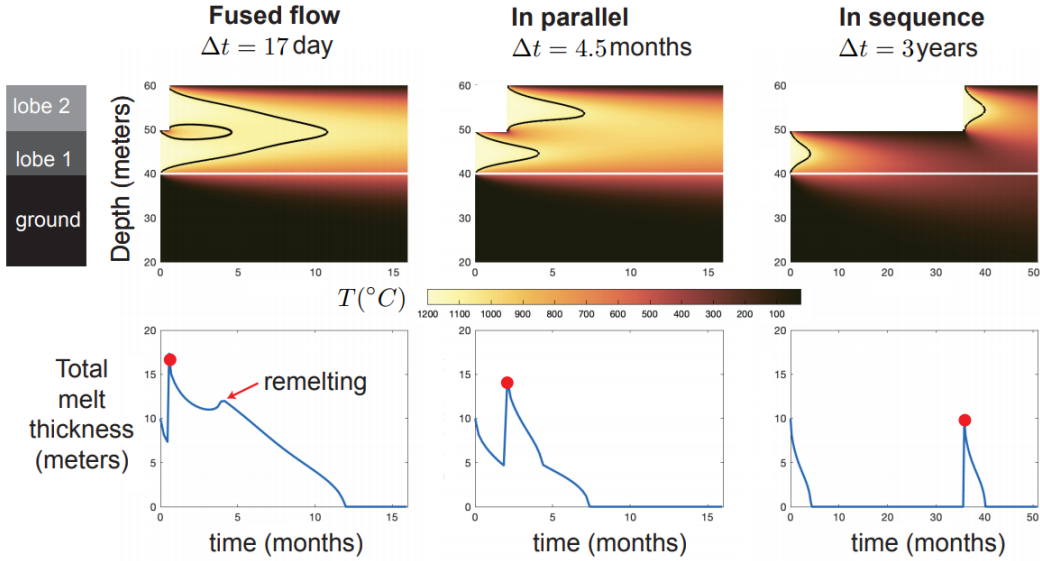 Fused flow
Δt = 17 day
In parallel
Δt = 4.5 months
In sequence
Δt = 3 years
lobe 2
lobe 1
ground
Depth (meters)
60
50
40
30
20
0
5
10
15
60
50
40
30
20
0
5
10
15
60
50
40
30
20
0
10
20
30
40
50
T(°C)
1200 1100 1000 900 800 700 600 500 400 300 200 100
Total
melt
thickness
(meters)
20
15
10
5
0
remelting
0
5
10
15
time (months)
20
15
10
5
0
0
5
10
15
time (months)
20
15
10
5
0
0
10
20
30
40
50
time (months)